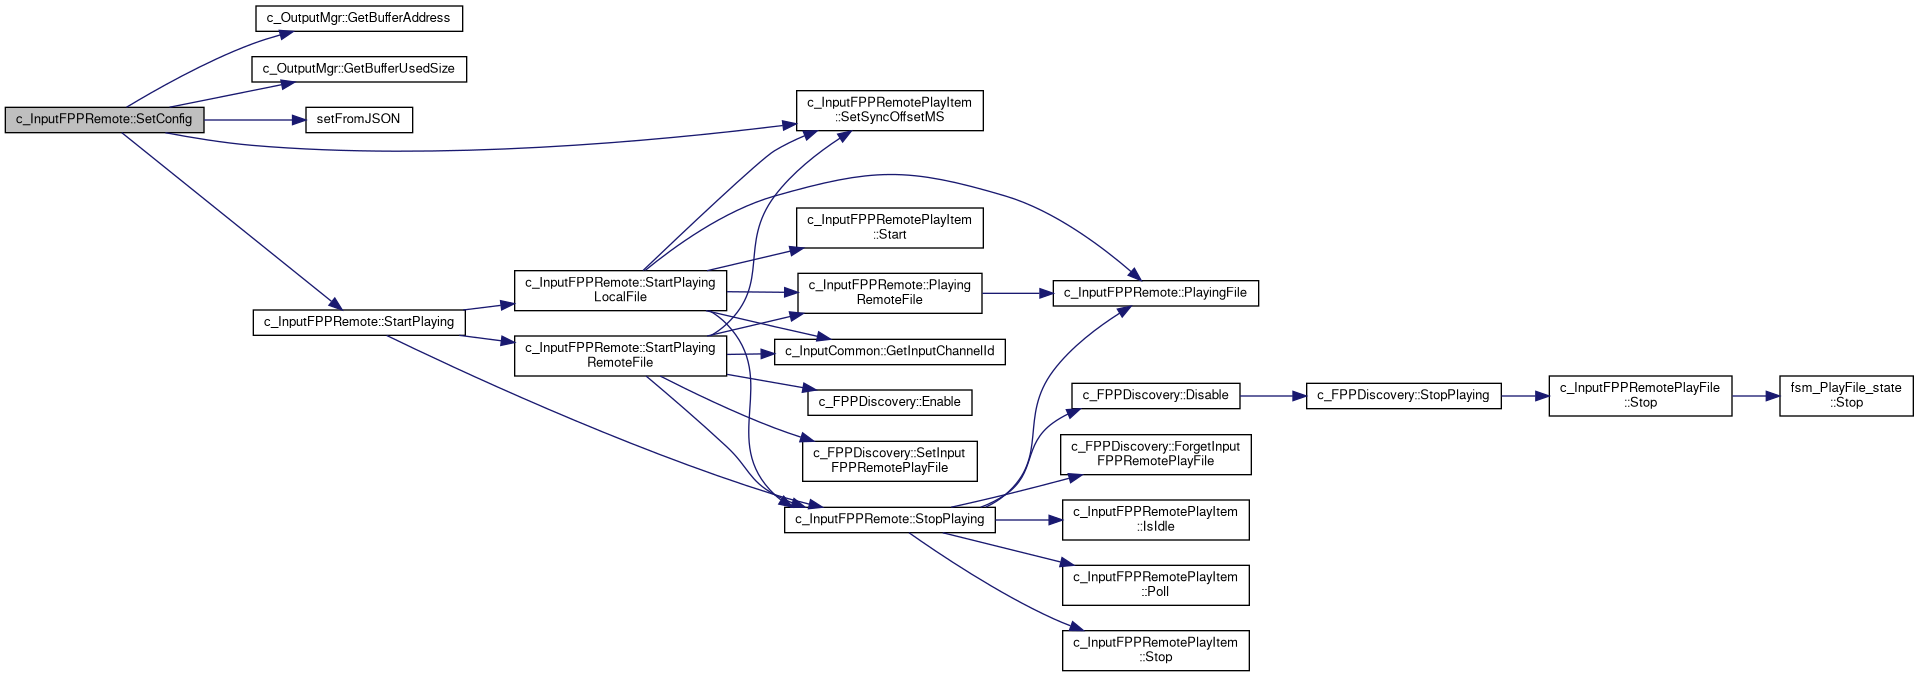 c_OutputMgr::GetBufferAddress
c_OutputMgr::GetBufferUsedSize
c_InputFPPRemote::SetConfig
setFromJSON
c_InputFPPRemotePlayItem
::SetSyncOffsetMS
c_InputFPPRemotePlayItem
::Start
c_InputFPPRemote::StartPlaying
LocalFile
c_InputFPPRemote::Playing
RemoteFile
c_InputFPPRemote::PlayingFile
c_InputFPPRemote::StartPlaying
c_InputFPPRemote::StartPlaying
RemoteFile
c_InputCommon::GetInputChannelId
c_FPPDiscovery::Enable
c_FPPDiscovery::Disable
c_FPPDiscovery::StopPlaying
c_InputFPPRemotePlayFile
::Stop
fsm_PlayFile_state
::Stop
c_FPPDiscovery::SetInput
FPPRemotePlayFile
c_FPPDiscovery::ForgetInput
FPPRemotePlayFile
c_InputFPPRemote::StopPlaying
c_InputFPPRemotePlayItem
::IsIdle
c_InputFPPRemotePlayItem
::Poll
c_InputFPPRemotePlayItem
::Stop